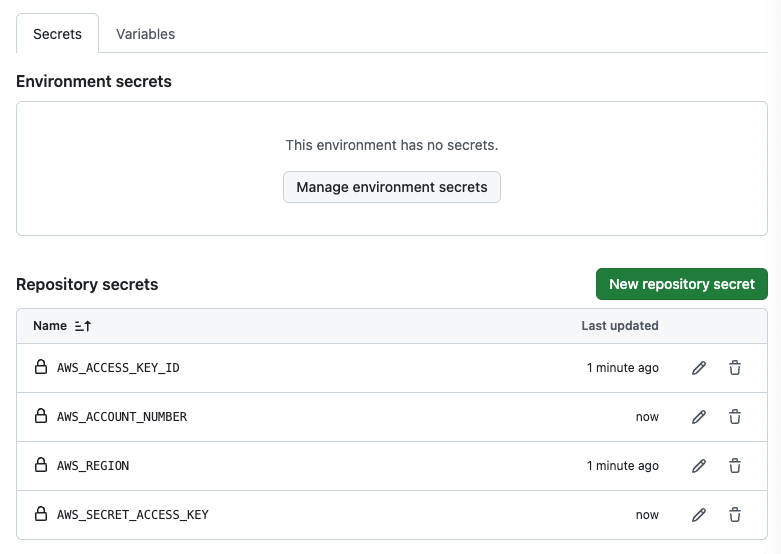 Secrets Variables
Environment secrets
This environment has no secrets.
Manage environment secrets
Repository secrets New repository secret
Name Last updated
AWS_ACCESS_KEY_ID 1 minute ago
AWS_ACCOUNT_NUMBER now
AWS_REGION 1 minute ago
AWS_SECRET_ACCESS_KEY now